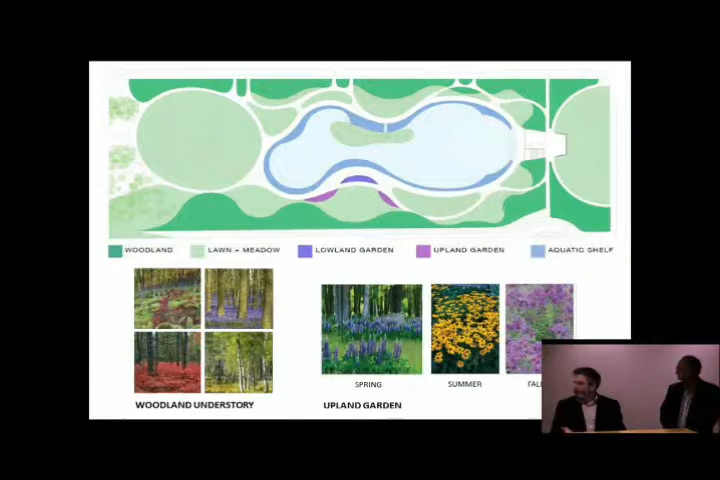 WOODLAND
LAWN + MEADOW
LOWLAND GARDEN
UPLAND GARDEN
AQUATIC SHELF
SPRING
SUMMER
WOODLAND UNDERSTORY
UPLAND GARDEN